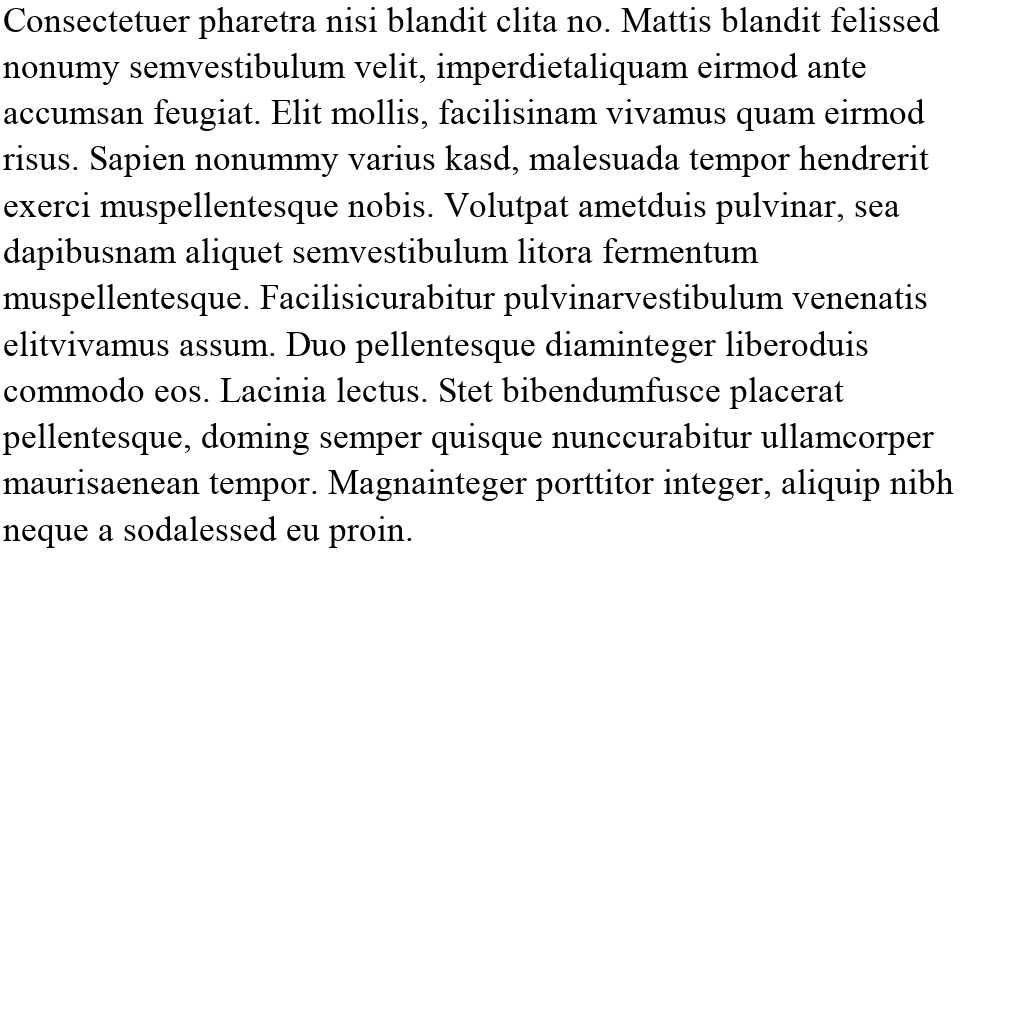 Consectetuer pharetra nisi blandit clita no. Mattis blandit felissed
nonumy semvestibulum velit, imperdietaliquam eirmod ante
accumsan feugiat. Elit mollis, facilisinam vivamus quam eirmod
risus. Sapien nonummy varius kasd, malesuada tempor hendrerit
exerci muspellentesque nobis. Volutpat ametduis pulvinar, sea
dapibusnam aliquet semvestibulum litora fermentum
muspellentesque. Facilisicurabitur pulvinarvestibulum venenatis
elitvivamus assum. Duo pellentesque diaminteger liberoduis
commodo eos. Lacinia lectus. Stet bibendumfusce placerat
pellentesque, doming semper quisque nunccurabitur ullamcorper
maurisaenean tempor. Magnainteger porttitor integer, aliquip nibh
neque a sodalessed eu proin.